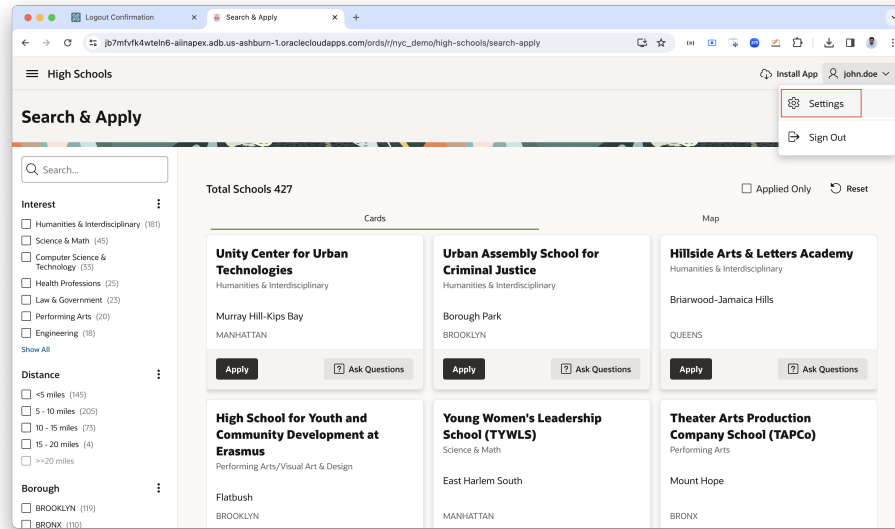 Logout Confirmation
Search & Apply
jb7mfvfk4wteln6-aiinapex.adb.us-ashburn-1.oraclecloudapps.com/ords/r/nyc_demo/high-schools/search-apply
High Schools
Install App
john.doe
Settings
Sign Out
Search & Apply
Search...
Interest
Humanities & Interdisciplinary (181)
Science & Math (45)
Computer Science &
Technology (33)
Health Professions (25)
Law & Government (23)
Performing Arts (20)
Engineering (18)
Show All
Distance
<5 miles (145)
5 - 10 miles (205)
10 - 15 miles (73)
15 - 20 miles (4)
>=20 miles
Borough
BROOKLYN (119)
BRONX (110)
Total Schools 427
Applied Only
Reset
Cards
Map
Unity Center for Urban
Technologies
Humanities & Interdisciplinary
Murray Hill-Kips Bay
MANHATTAN
Apply
Ask Questions
Urban Assembly School for
Criminal Justice
Humanities & Interdisciplinary
Borough Park
BROOKLYN
Apply
Ask Questions
Hillside Arts & Letters Academy
Humanities & Interdisciplinary
Briarwood-Jamaica Hills
QUEENS
Apply
Ask Questions
High School for Youth and
Community Development at
Erasmus
Performing Arts/Visual Art & Design
Flatbush
BROOKLYN
Young Women's Leadership
School (TYWLS)
Science & Math
East Harlem South
MANHATTAN
Theater Arts Production
Company School (TAPCo)
Performing Arts
Mount Hope
BRONX